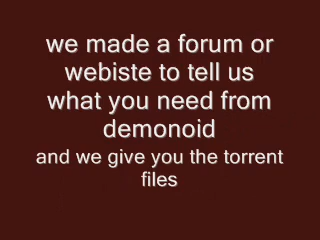 we made a forum or
webiste to tell us
what you need from
demonoid
and we give you the torrent
files